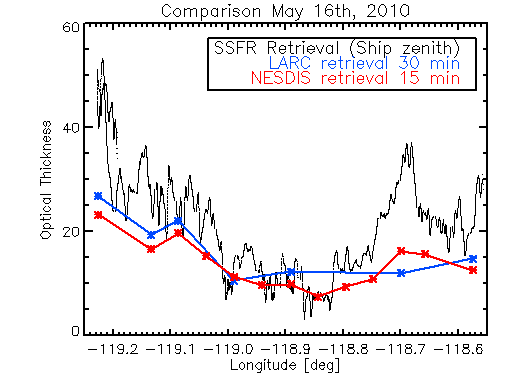 Comparison May 16th, 2010
SSFR Retrieval (Ship zenith)
LARC retrieval 30 min
NESDIS retrieval 15 min
60
40
20
0
Optical Thickness
−119.2 −119.1 −119.0 −118.9 −118.8 −118.7 −118.6
Longitude [deg]